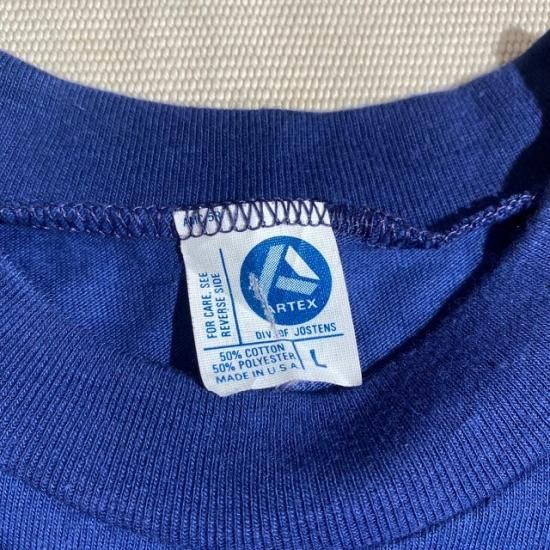 FOR CARE, SEE
REVERSE SIDE
ARTEX
DIV. OF JOSTENS
50% COTTON
50% POLYESTER
MADE IN U.S.A.
L